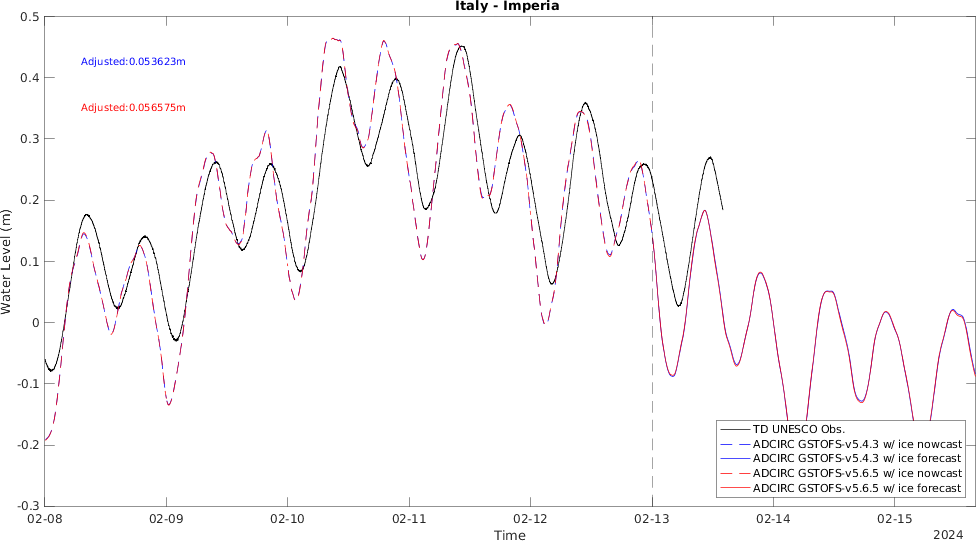 Italy - Imperia
0.5
0.4
0.3
0.2
0.1
0
-0.1
-0.2
-0.3
Water Level (m)
Adjusted:0.053623m
Adjusted:0.056575m
TD UNESCO Obs.
ADCIRC GSTOFS-v5.4.3 w/ ice nowcast
ADCIRC GSTOFS-v5.4.3 w/ ice forecast
ADCIRC GSTOFS-v5.6.5 w/ ice nowcast
ADCIRC GSTOFS-v5.6.5 w/ ice forecast
02-08 02-09 02-10 02-11 02-12 02-13 02-14 02-15
Time
2024